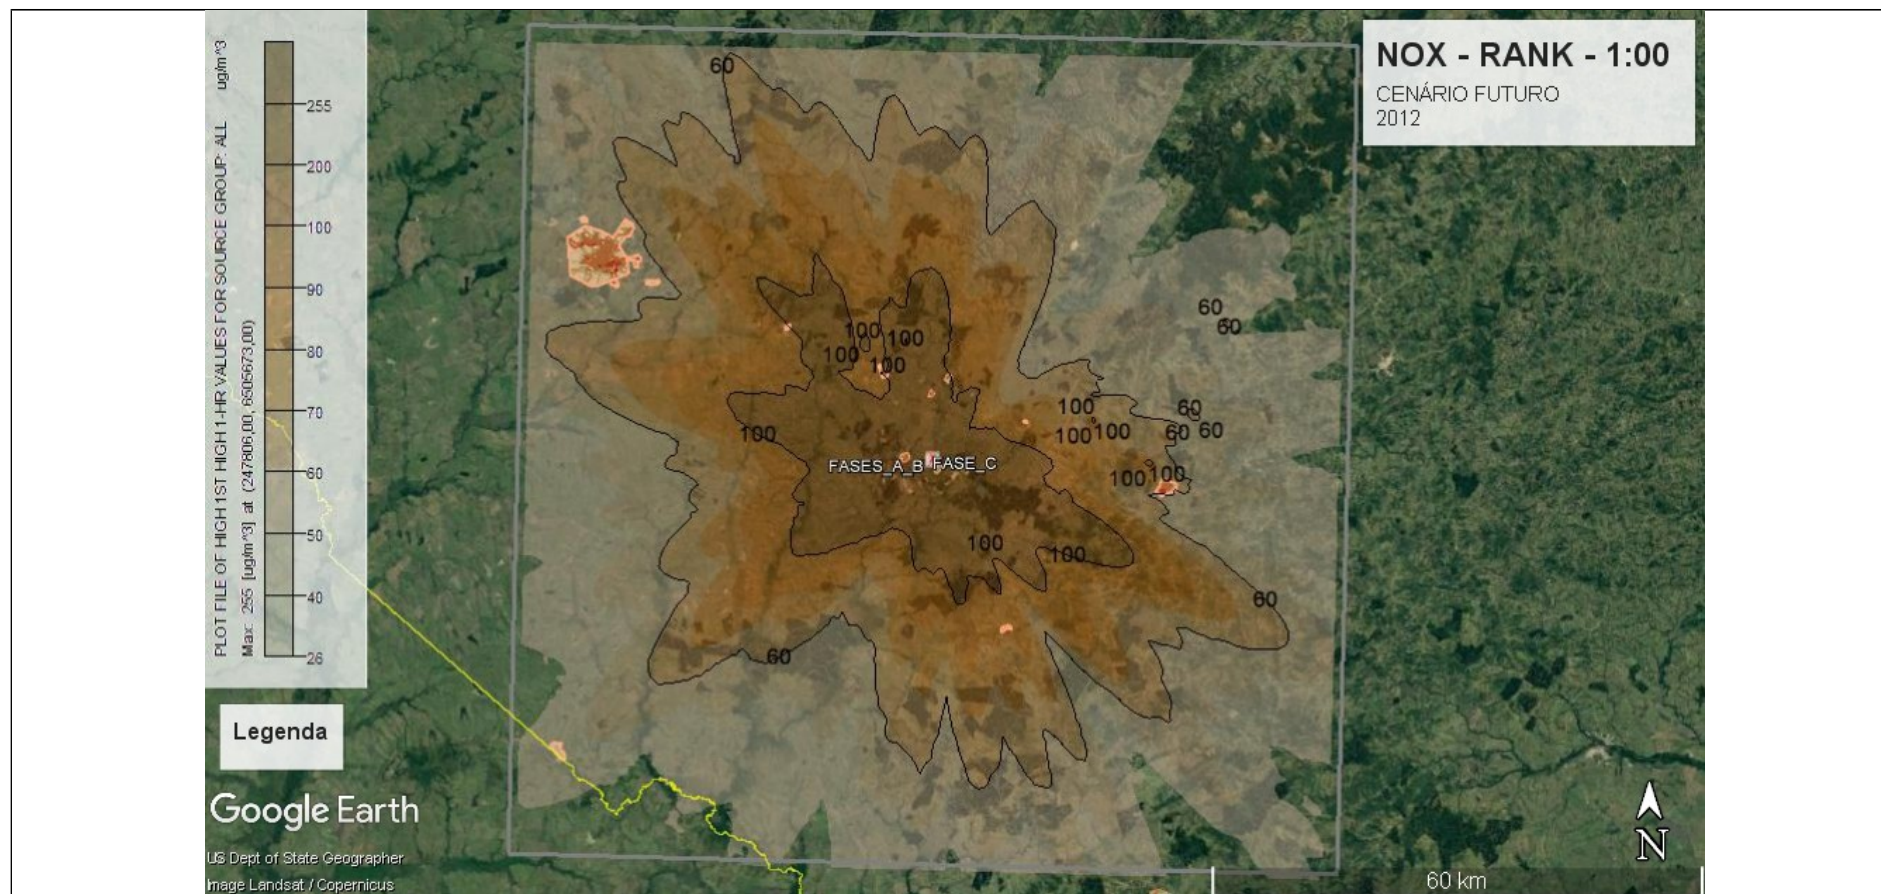 PLOT FILE OF HIGH 1ST HIGH 1-HR VALUES FOR SOURCE GROUP: ALL ug/m^3
Max: 255 [ug/m^3] at (247806,00, 6505673,00)
255
200
100
90
80
70
60
50
40
26
NOX - RANK - 1:00
CENÁRIO FUTURO
2012
60
60
60
100
100
100
100
100
60
100
100
60
60
100
100
100
FASES_A_B
FASE_C
100
100
60
60
Legenda
Google Earth
US Dept of State Geographer
Image Landsat / Copernicus
N
60 km